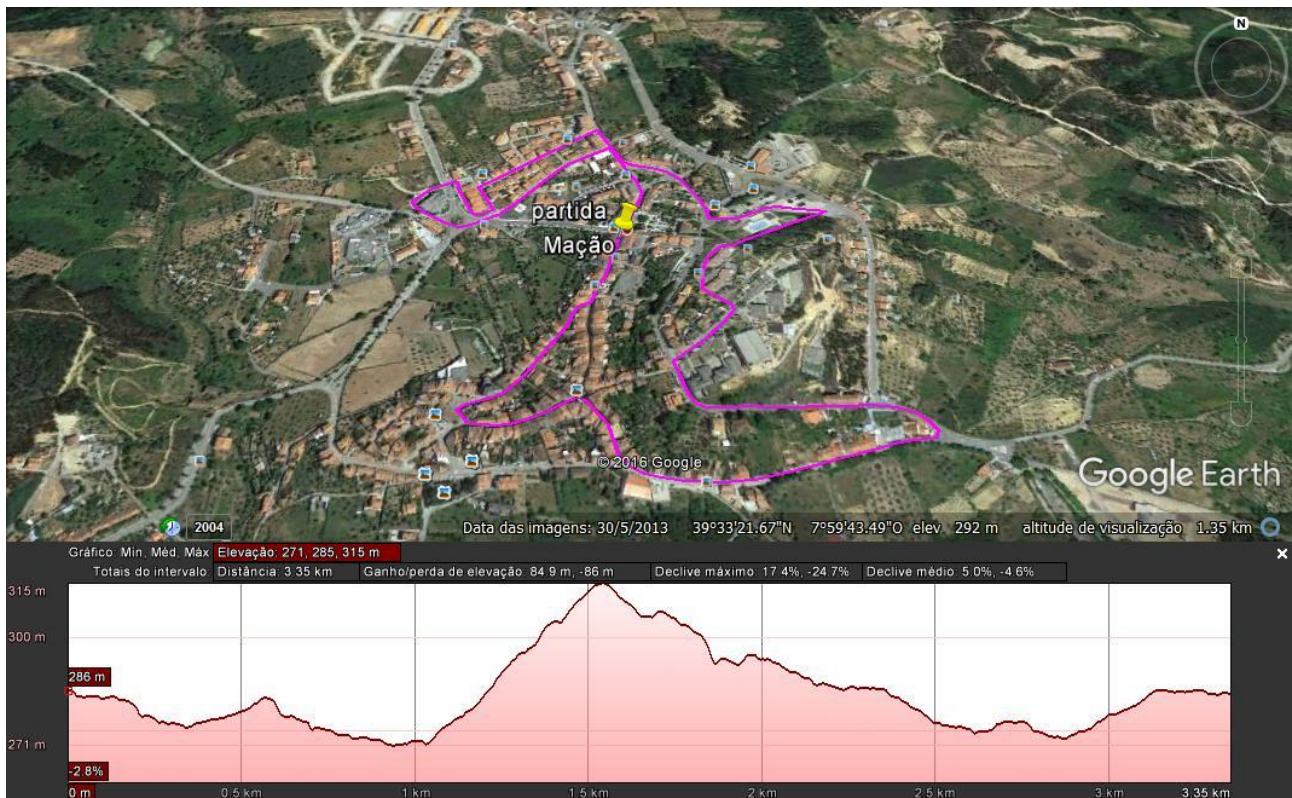 N
partida
Mação
© 2016 Google
Google Earth
2004
Data das imagens: 30/5/2013 39°33'21.67"N 7°59'43.49"O elev 292 m altitude de visualização 1.35 km
Gráfico: Mín, Méd, Máx Elevação: 271, 285, 315 m
Totais do intervalo: Distância: 3.35 km Ganho/perda de elevação: 84.9 m, -86 m Declive máximo: 17.4%, -24.7% Declive médio: 5.0%, -4.6%
315 m
300 m
286 m
271 m
-2.8%
0 m 0.5 km 1 km 1.5 km 2 km 2.5 km 3 km 3.35 km